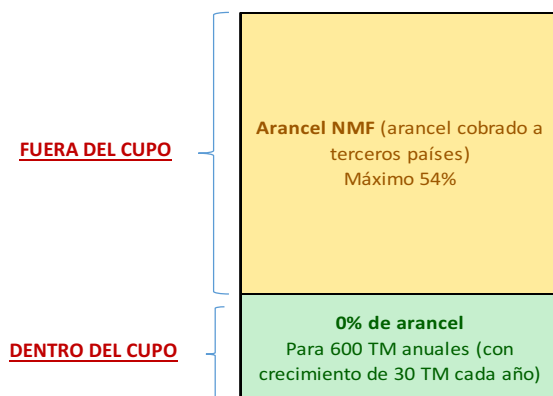 FUERA DEL CUPO
Arancel NMF (arancel cobrado a
terceros países)
Máximo 54%
DENTRO DEL CUPO
0% de arancel
Para 600 TM anuales (con
crecimiento de 30 TM cada año)